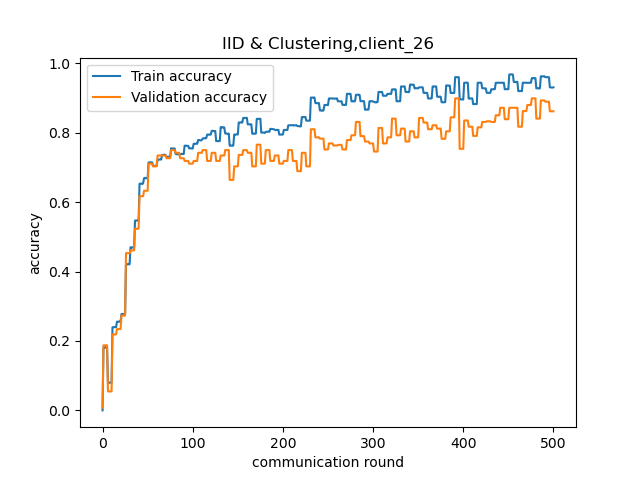 IID & Clustering,client_26
Train accuracy
Validation accuracy
1.0
0.8
0.6
0.4
0.2
0.0
accuracy
0
100
200
300
400
500
communication round